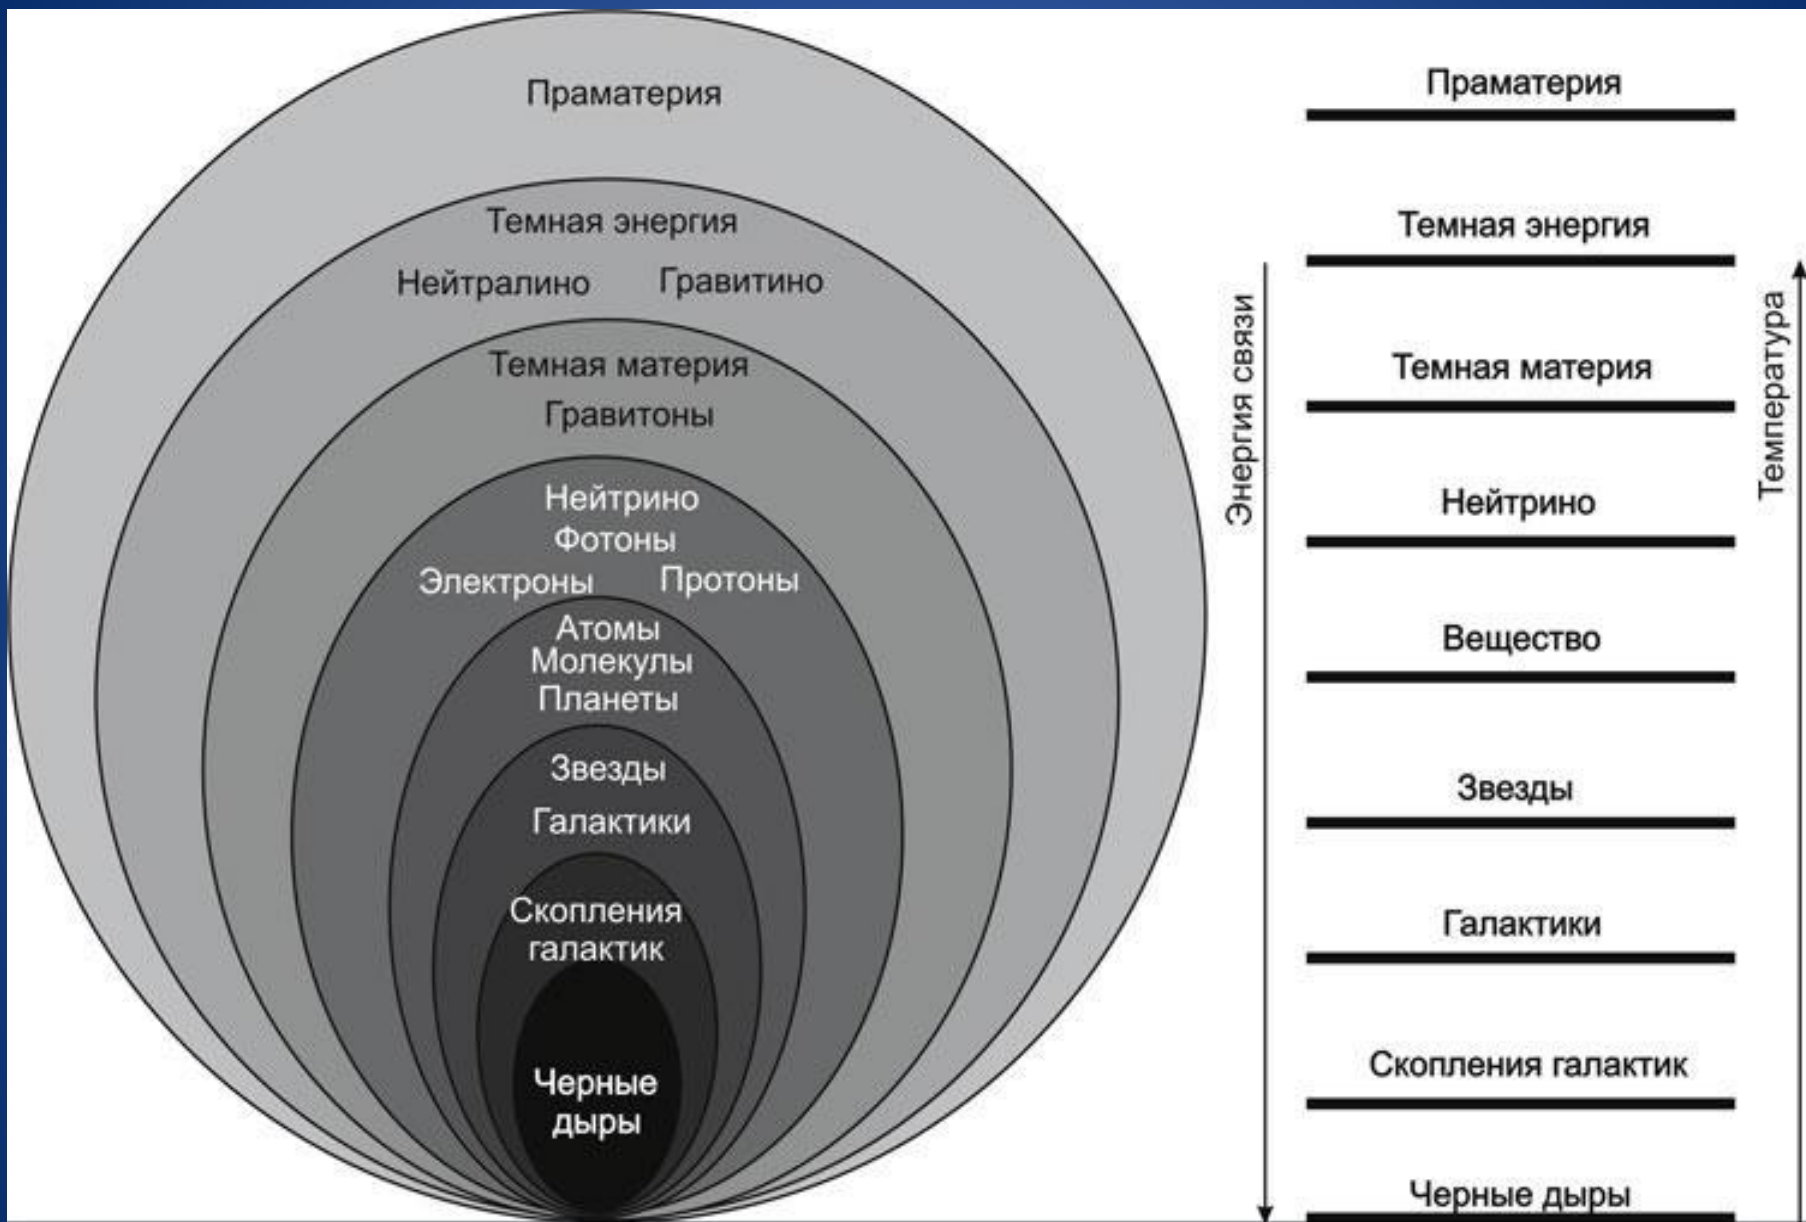 Праматерия
Темная энергия
Нейтралино Гравитино
Темная материя
Гравитоны
Нейтрино
Фотоны
Электроны Протоны
Атомы
Молекулы
Планеты
Звезды
Галактики
Скопления
галактик
Черные
дыры
Энергия связи
Праматерия
Темная энергия
Темная материя
Нейтрино
Вещество
Звезды
Галактики
Скопления галактик
Черные дыры
Температура